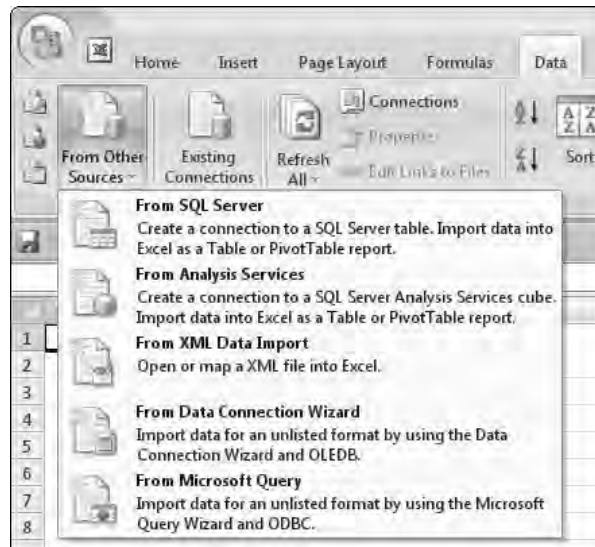 Home Insert Page Layout Formulas Data
From Other Sources
Existing Connections
Refresh All
Connections
Properties
Edit Links to Files
A Z
Z A
A Z
Z A
Sort
From SQL Server
Create a connection to a SQL Server table. Import data into
Excel as a Table or PivotTable report.
From Analysis Services
Create a connection to a SQL Server Analysis Services cube.
Import data into Excel as a Table or PivotTable report.
From XML Data Import
Open or map a XML file into Excel.
From Data Connection Wizard
Import data for an unlisted format by using the Data
Connection Wizard and OLEDB.
From Microsoft Query
Import data for an unlisted format by using the Microsoft
Query Wizard and ODBC.
1
2
3
4
5
6
7
8